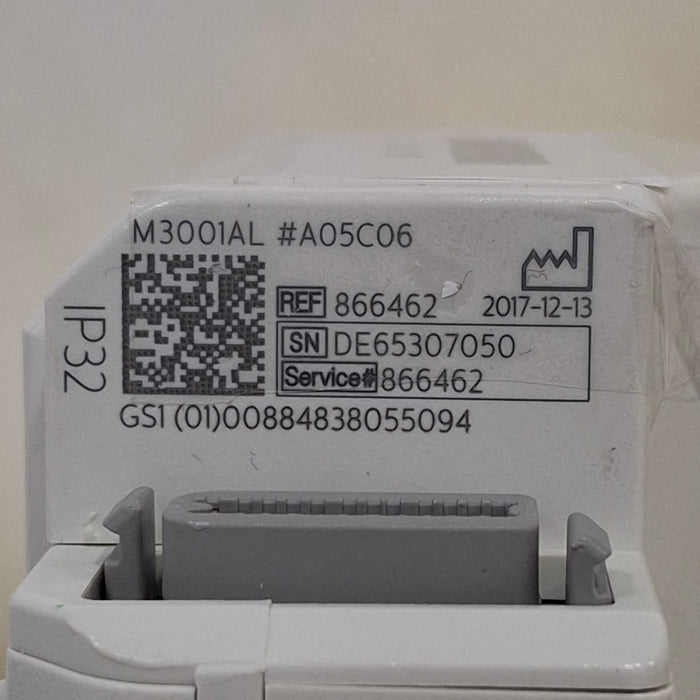 M3001AL #A05C06
REF 866462 2017-12-13
SN DE65307050
Service# 866462
GS1 (01)00884838055094
IP32